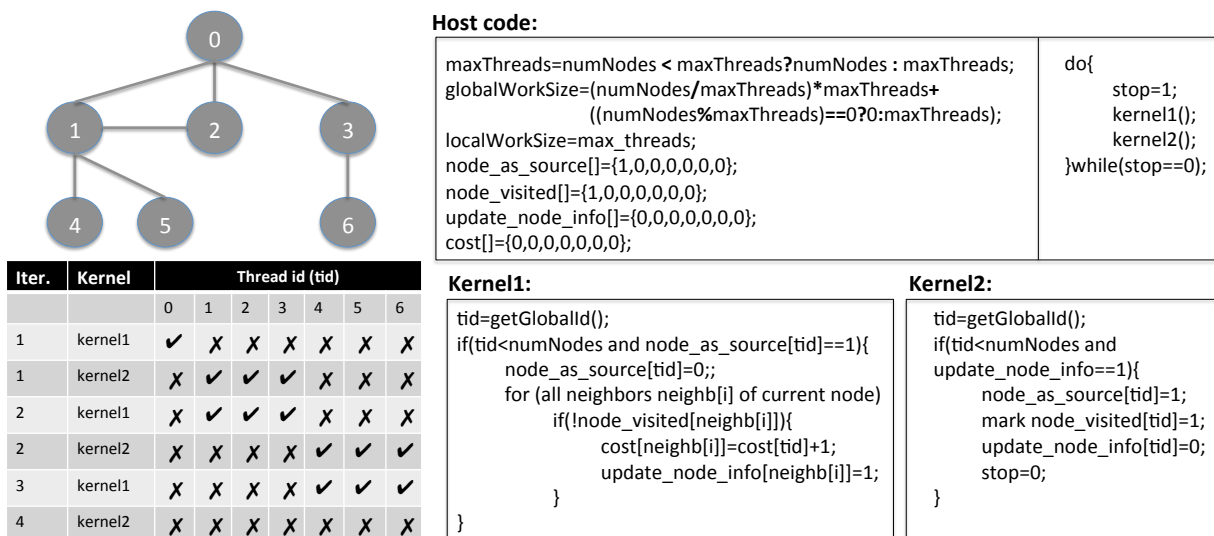 0
1
2
3
4
5
6
Iter. Kernel Thread id (tid)
0 1 2 3 4 5 6
1 kernel1 ✔ ✗ ✗ ✗ ✗ ✗ ✗
1 kernel2 ✗ ✔ ✔ ✔ ✗ ✗ ✗
2 kernel1 ✗ ✔ ✔ ✔ ✗ ✗ ✗
2 kernel2 ✗ ✗ ✗ ✗ ✔ ✔ ✔
3 kernel1 ✗ ✗ ✗ ✗ ✔ ✔ ✔
4 kernel2 ✗ ✗ ✗ ✗ ✗ ✗ ✗
Host code:
maxThreads=numNodes < maxThreads?numNodes : maxThreads;
globalWorkSize=(numNodes/maxThreads)*maxThreads+
((numNodes%maxThreads)==0?0:maxThreads);
localWorkSize=max_threads;
node_as_source[]={1,0,0,0,0,0,0};
node_visited[]={1,0,0,0,0,0,0};
update_node_info[]={0,0,0,0,0,0,0};
cost[]={0,0,0,0,0,0,0};
do{
stop=1;
kernel1();
kernel2();
}while(stop==0);
Kernel1:
tid=getGlobalId();
if(tid<numNodes and node_as_source[tid]==1){
node_as_source[tid]=0;;
for (all neighbors neighb[i] of current node)
if(!node_visited[neighb[i]]){
cost[neighb[i]]=cost[tid]+1;
update_node_info[neighb[i]]=1;
}
}
Kernel2:
tid=getGlobalId();
if(tid<numNodes and
update_node_info==1){
node_as_source[tid]=1;
mark node_visited[tid]=1;
update_node_info[tid]=0;
stop=0;
}